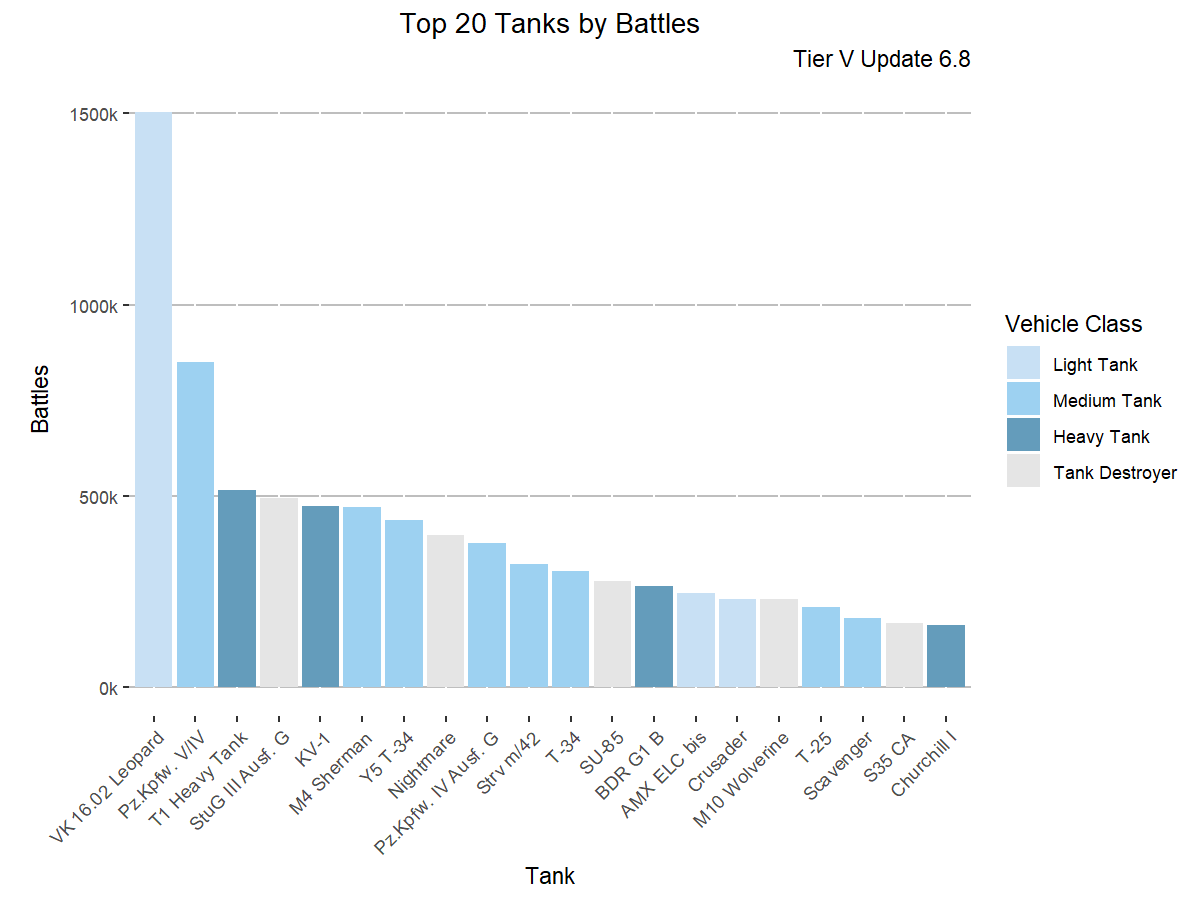 Top 20 Tanks by Battles
Tier V Update 6.8
1500k
1000k
500k
0k
Battles
VK 16.02 Leopard
Pz.Kpfw. V/IV
T1 Heavy Tank
StuG III Ausf. G
KV-1
M4 Sherman
Y5 T-34
Nightmare
Pz.Kpfw. IV Ausf. G
Strv m/42
T-34
SU-85
BDR G1 B
AMX ELC bis
Crusader
M10 Wolverine
T-25
Scavenger
S35 CA
Churchill I
Tank
Vehicle Class
Light Tank
Medium Tank
Heavy Tank
Tank Destroyer